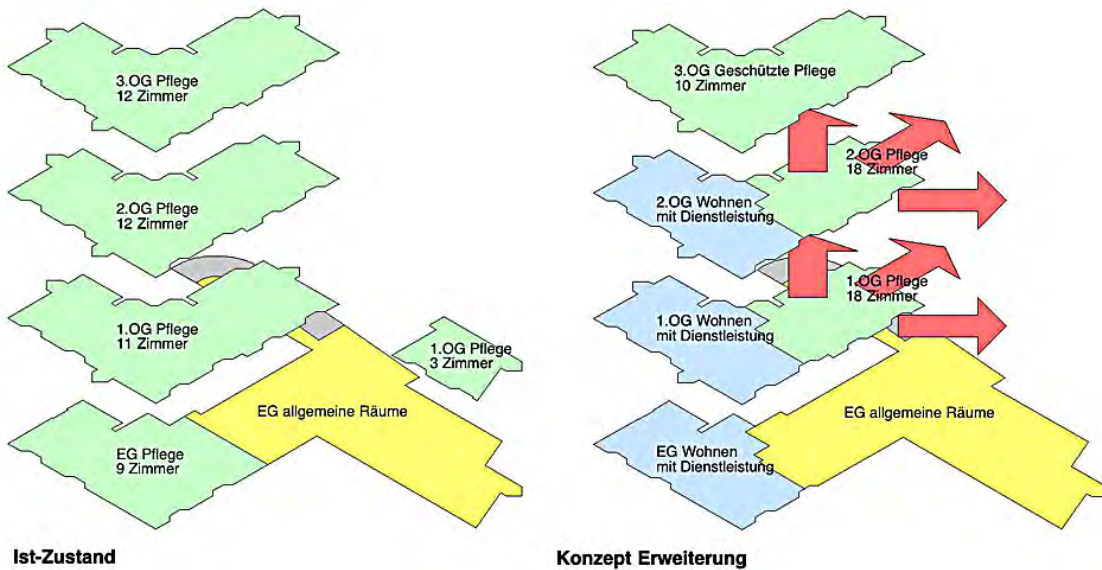 3.OG Pflege
12 Zimmer
2.OG Pflege
12 Zimmer
1.OG Pflege
11 Zimmer
1.OG Pflege
3 Zimmer
EG allgemeine Räume
EG Pflege
9 Zimmer
Ist-Zustand
3.OG Geschützte Pflege
10 Zimmer
2.OG Pflege
18 Zimmer
2.OG Wohnen
mit Dienstleistung
1.OG Pflege
18 Zimmer
1.OG Wohnen
mit Dienstleistung
EG allgemeine Räume
EG Wohnen
mit Dienstleistung
Konzept Erweiterung